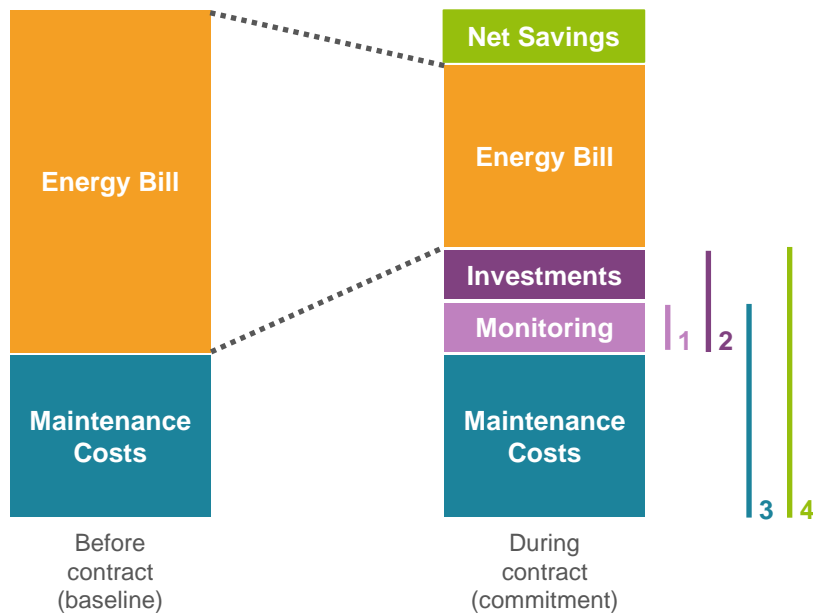 Net Savings
Energy Bill
Energy Bill
Investments
Monitoring
1
2
Maintenance
Costs
Maintenance
Costs
3
4
Before
contract
(baseline)
During
contract
(commitment)